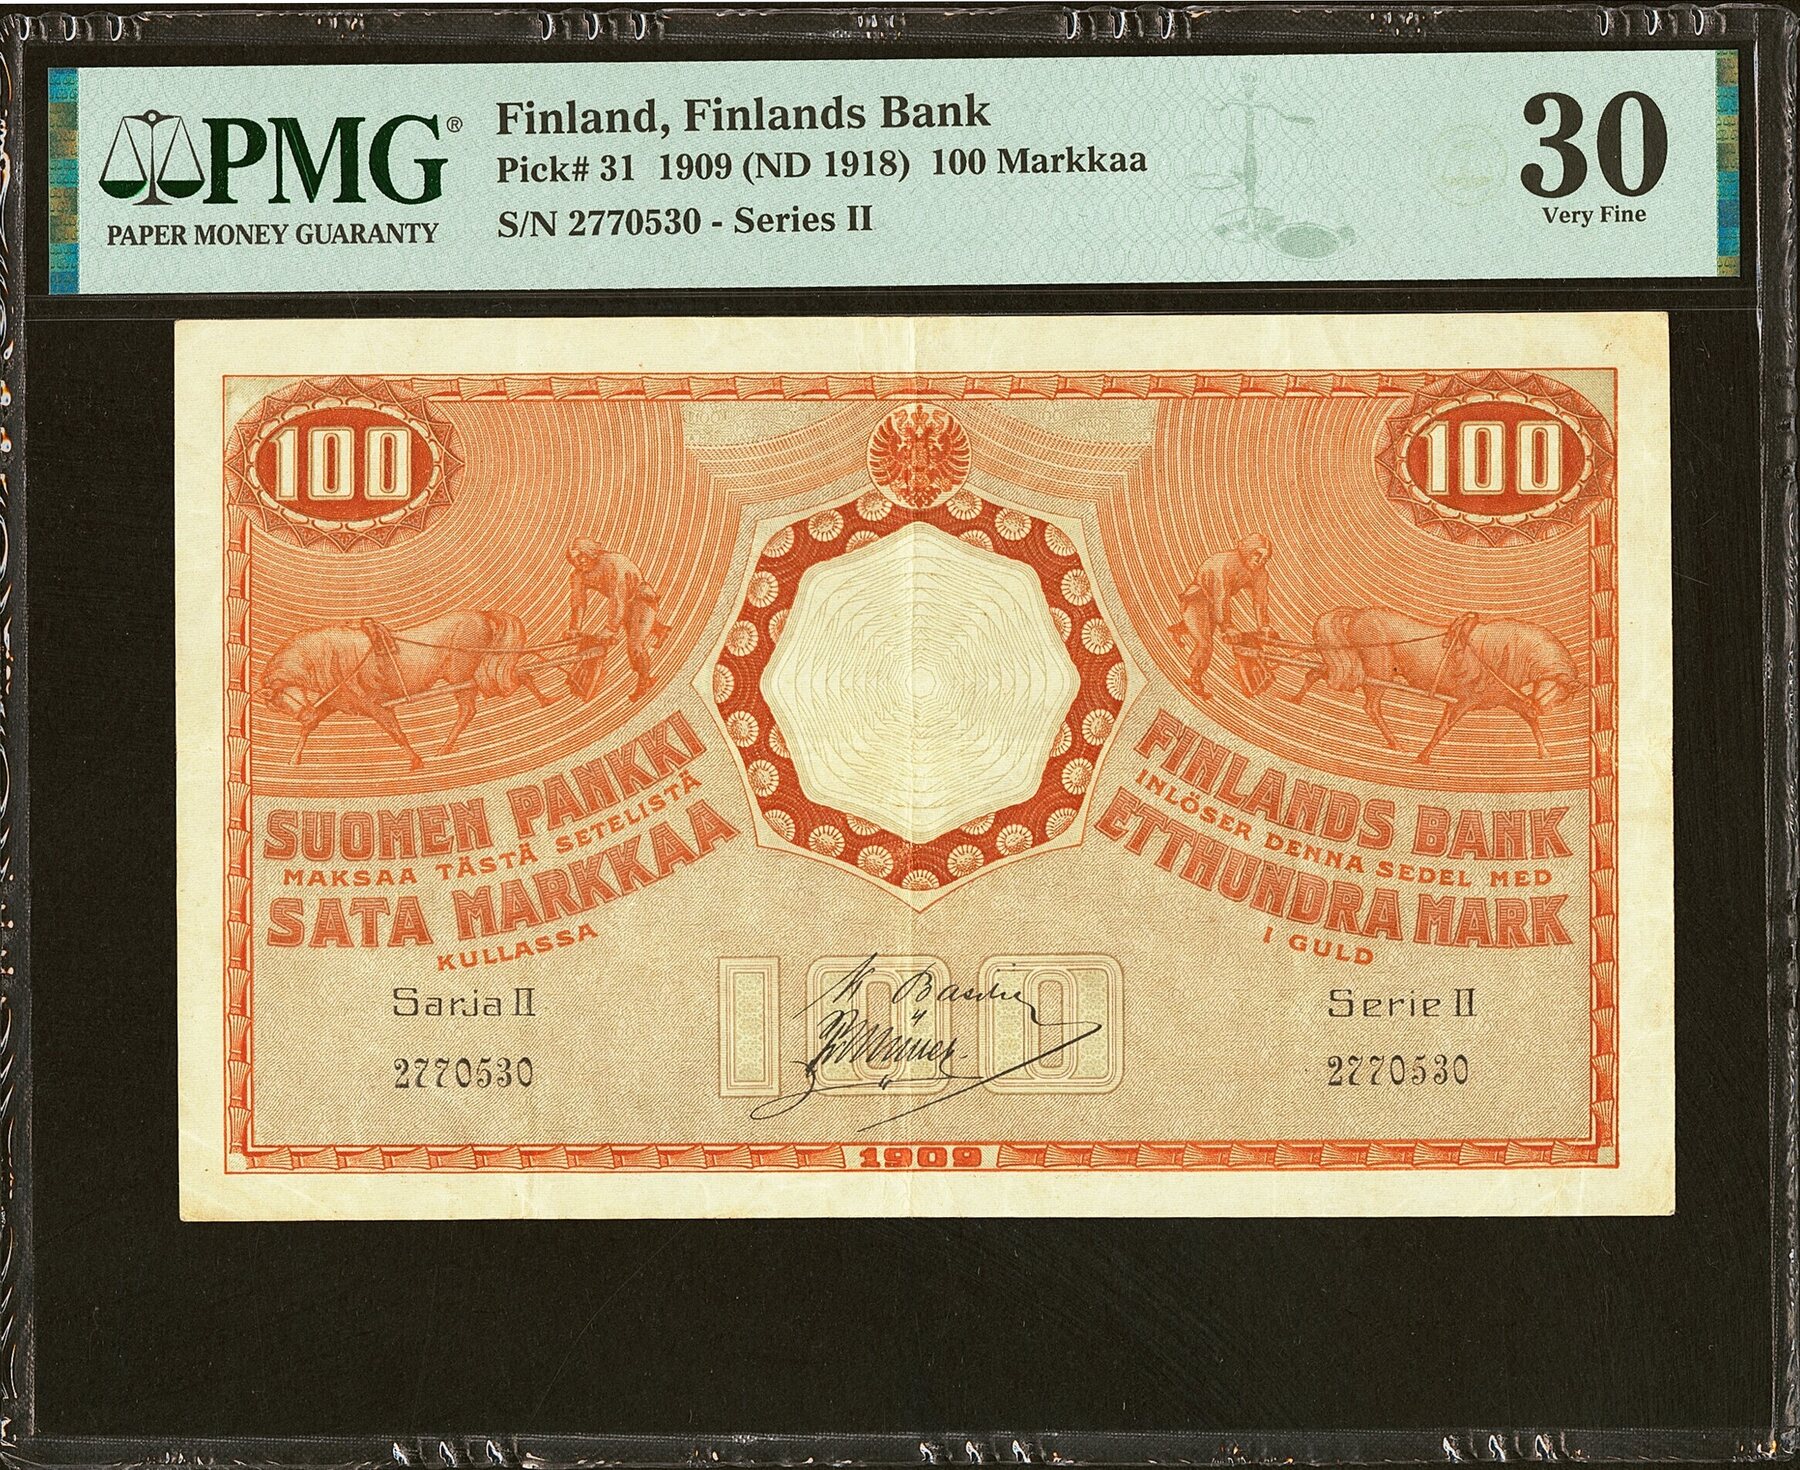 PMG®
PAPER MONEY GUARANTY
Finland, Finlands Bank
Pick# 31 1909 (ND 1918) 100 Markkaa
S/N 2770530 - Series II
30
Very Fine
100
100
SUOMEN PANKKI
MAKSAA TÄSTÄ SETELISTÄ
SATA MARKKAA
KULLASSA
FINLANDS BANK
INLÖSER DENNA SEDEL MED
ETTHUNDRA MARK
I GULD
Sarja II
2770530
100
Serie II
2770530
1909